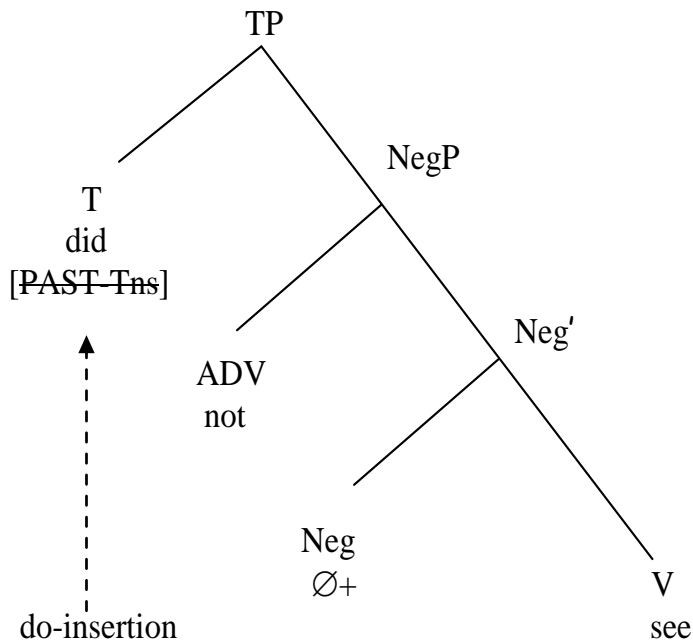 TP
NegP
T
did
[PAST-Tns]
Neg′
ADV
not
Neg
∅+
V
do-insertion
see